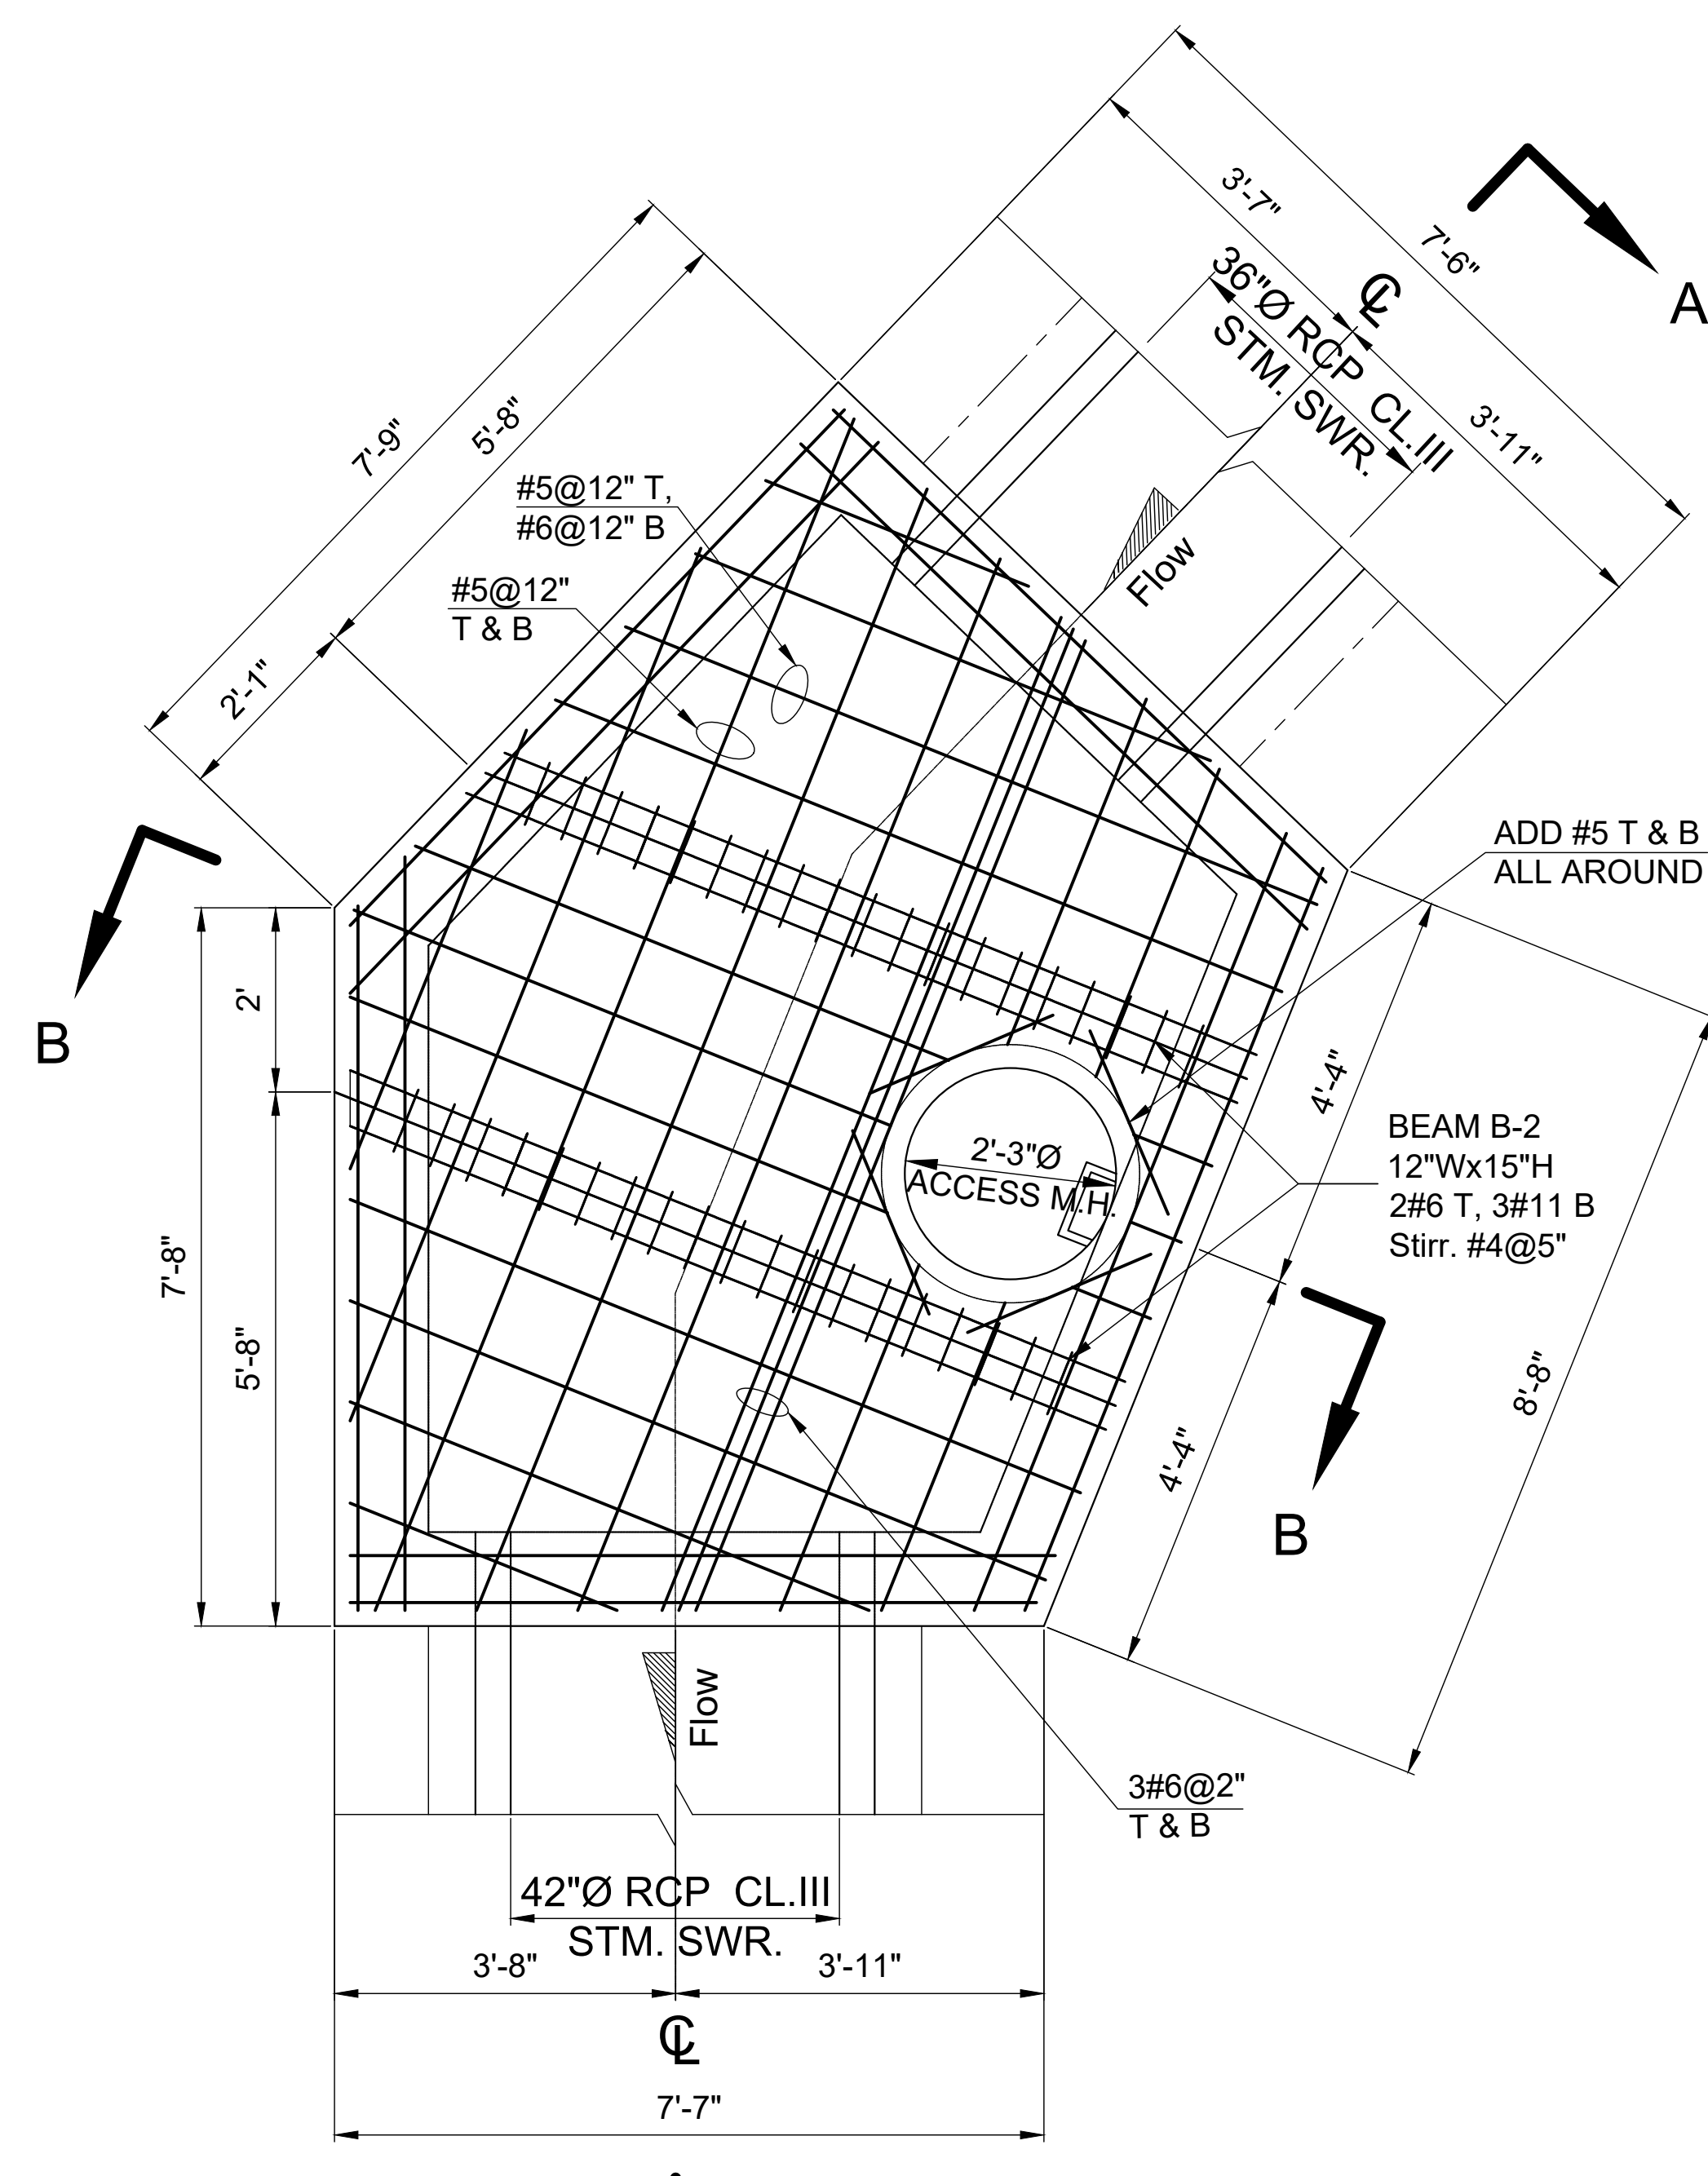 3'-7"
7'-6"
A
36"Ø RCP CL.III
STM. SWR.
℄
3'-11"
7'-9"
5'-8"
2'-1"
#5@12" T,
#6@12" B
#5@12"
T & B
Flow
ADD #5 T & B
ALL AROUND
B
2'
7'-8"
5'-8"
2'-3"Ø
ACCESS M.H.
4'-4"
BEAM B-2
12"Wx15"H
2#6 T, 3#11 B
Stirr. #4@5"
8'-8"
4'-4"
B
Flow
3#6@2"
T & B
42"Ø RCP CL.III
STM. SWR.
3'-8"
3'-11"
℄
7'-7"